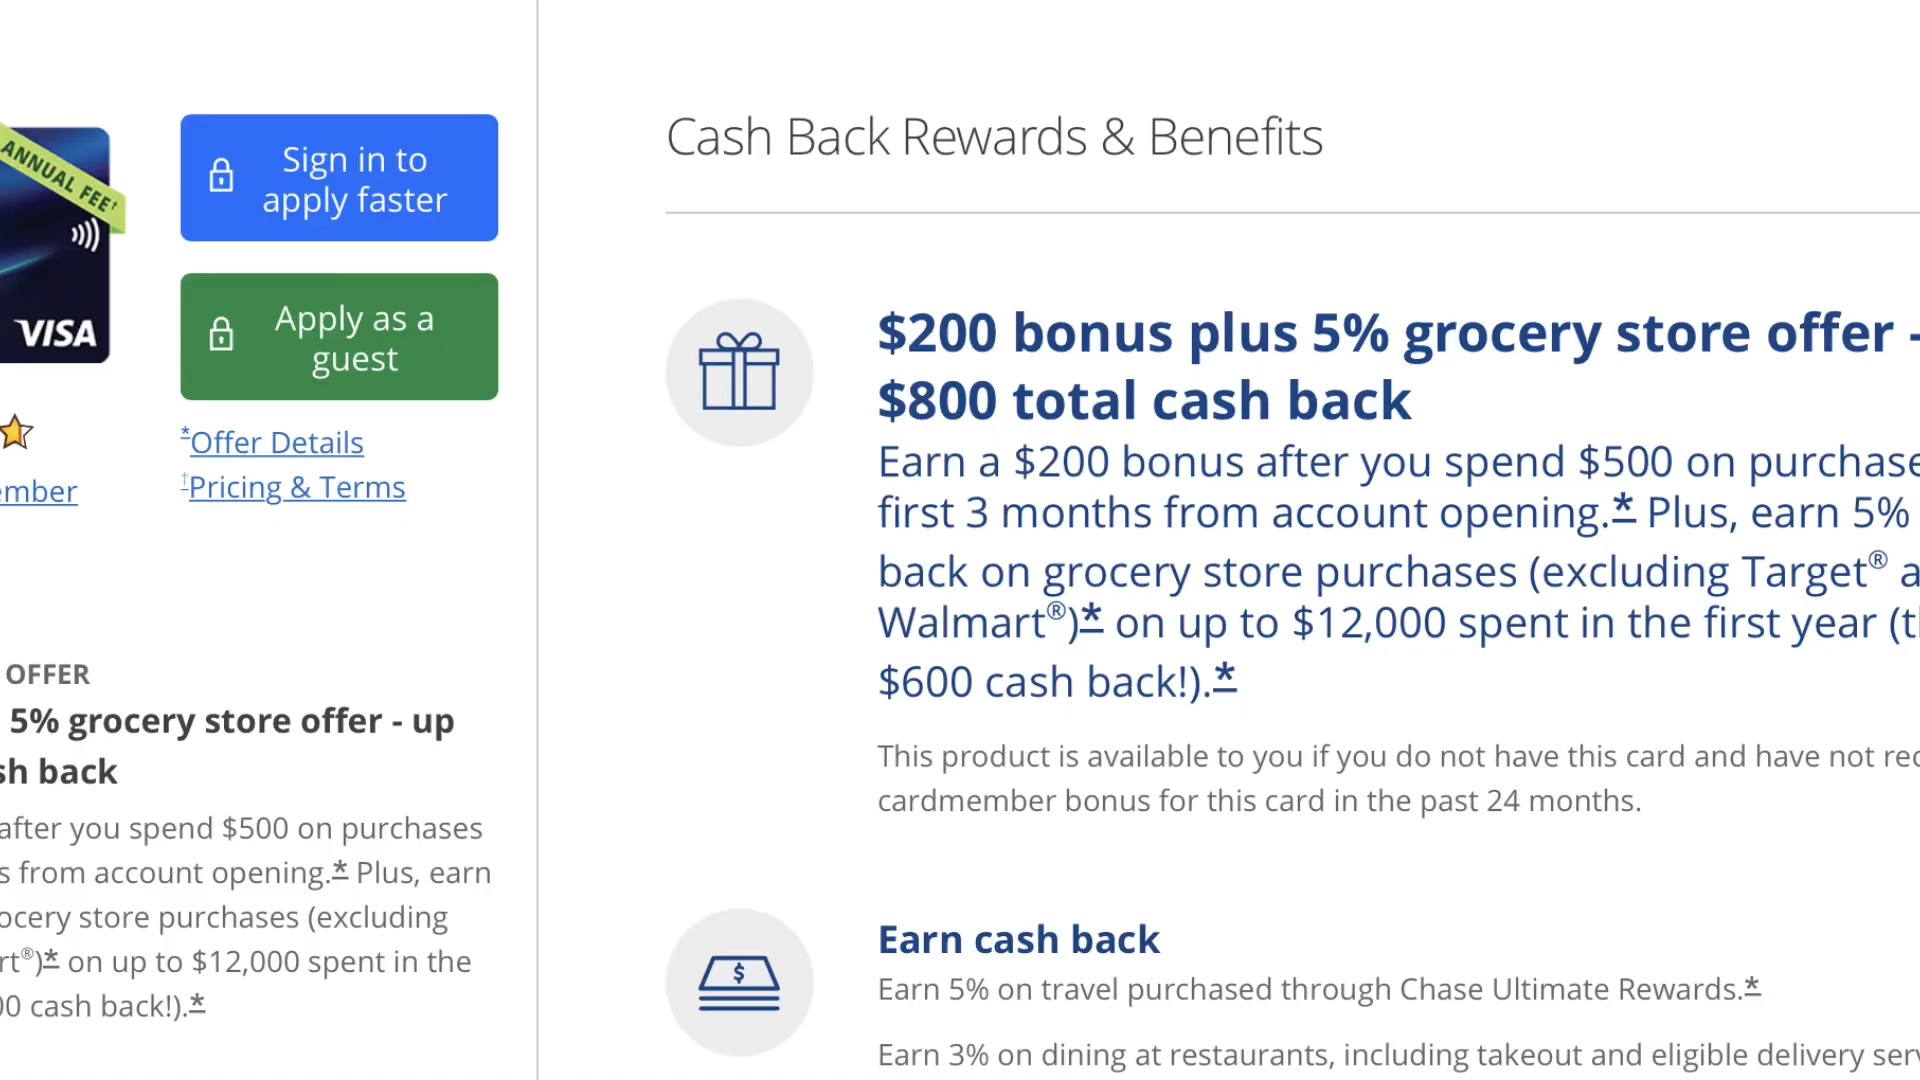 ANNUAL FEE†
VISA
Sign in to
apply faster
Apply as a
guest
*Offer Details
†Pricing & Terms
ember
OFFER
5% grocery store offer - up
sh back
after you spend $500 on purchases
s from account opening.* Plus, earn
ocery store purchases (excluding
rt®)* on up to $12,000 spent in the
00 cash back!).*
Cash Back Rewards & Benefits
$200 bonus plus 5% grocery store offer -
$800 total cash back
Earn a $200 bonus after you spend $500 on purchase
first 3 months from account opening.* Plus, earn 5%
back on grocery store purchases (excluding Target® a
Walmart®)* on up to $12,000 spent in the first year (t
$600 cash back!).*
This product is available to you if you do not have this card and have not rec
cardmember bonus for this card in the past 24 months.
$
Earn cash back
Earn 5% on travel purchased through Chase Ultimate Rewards.*
Earn 3% on dining at restaurants, including takeout and eligible delivery serv